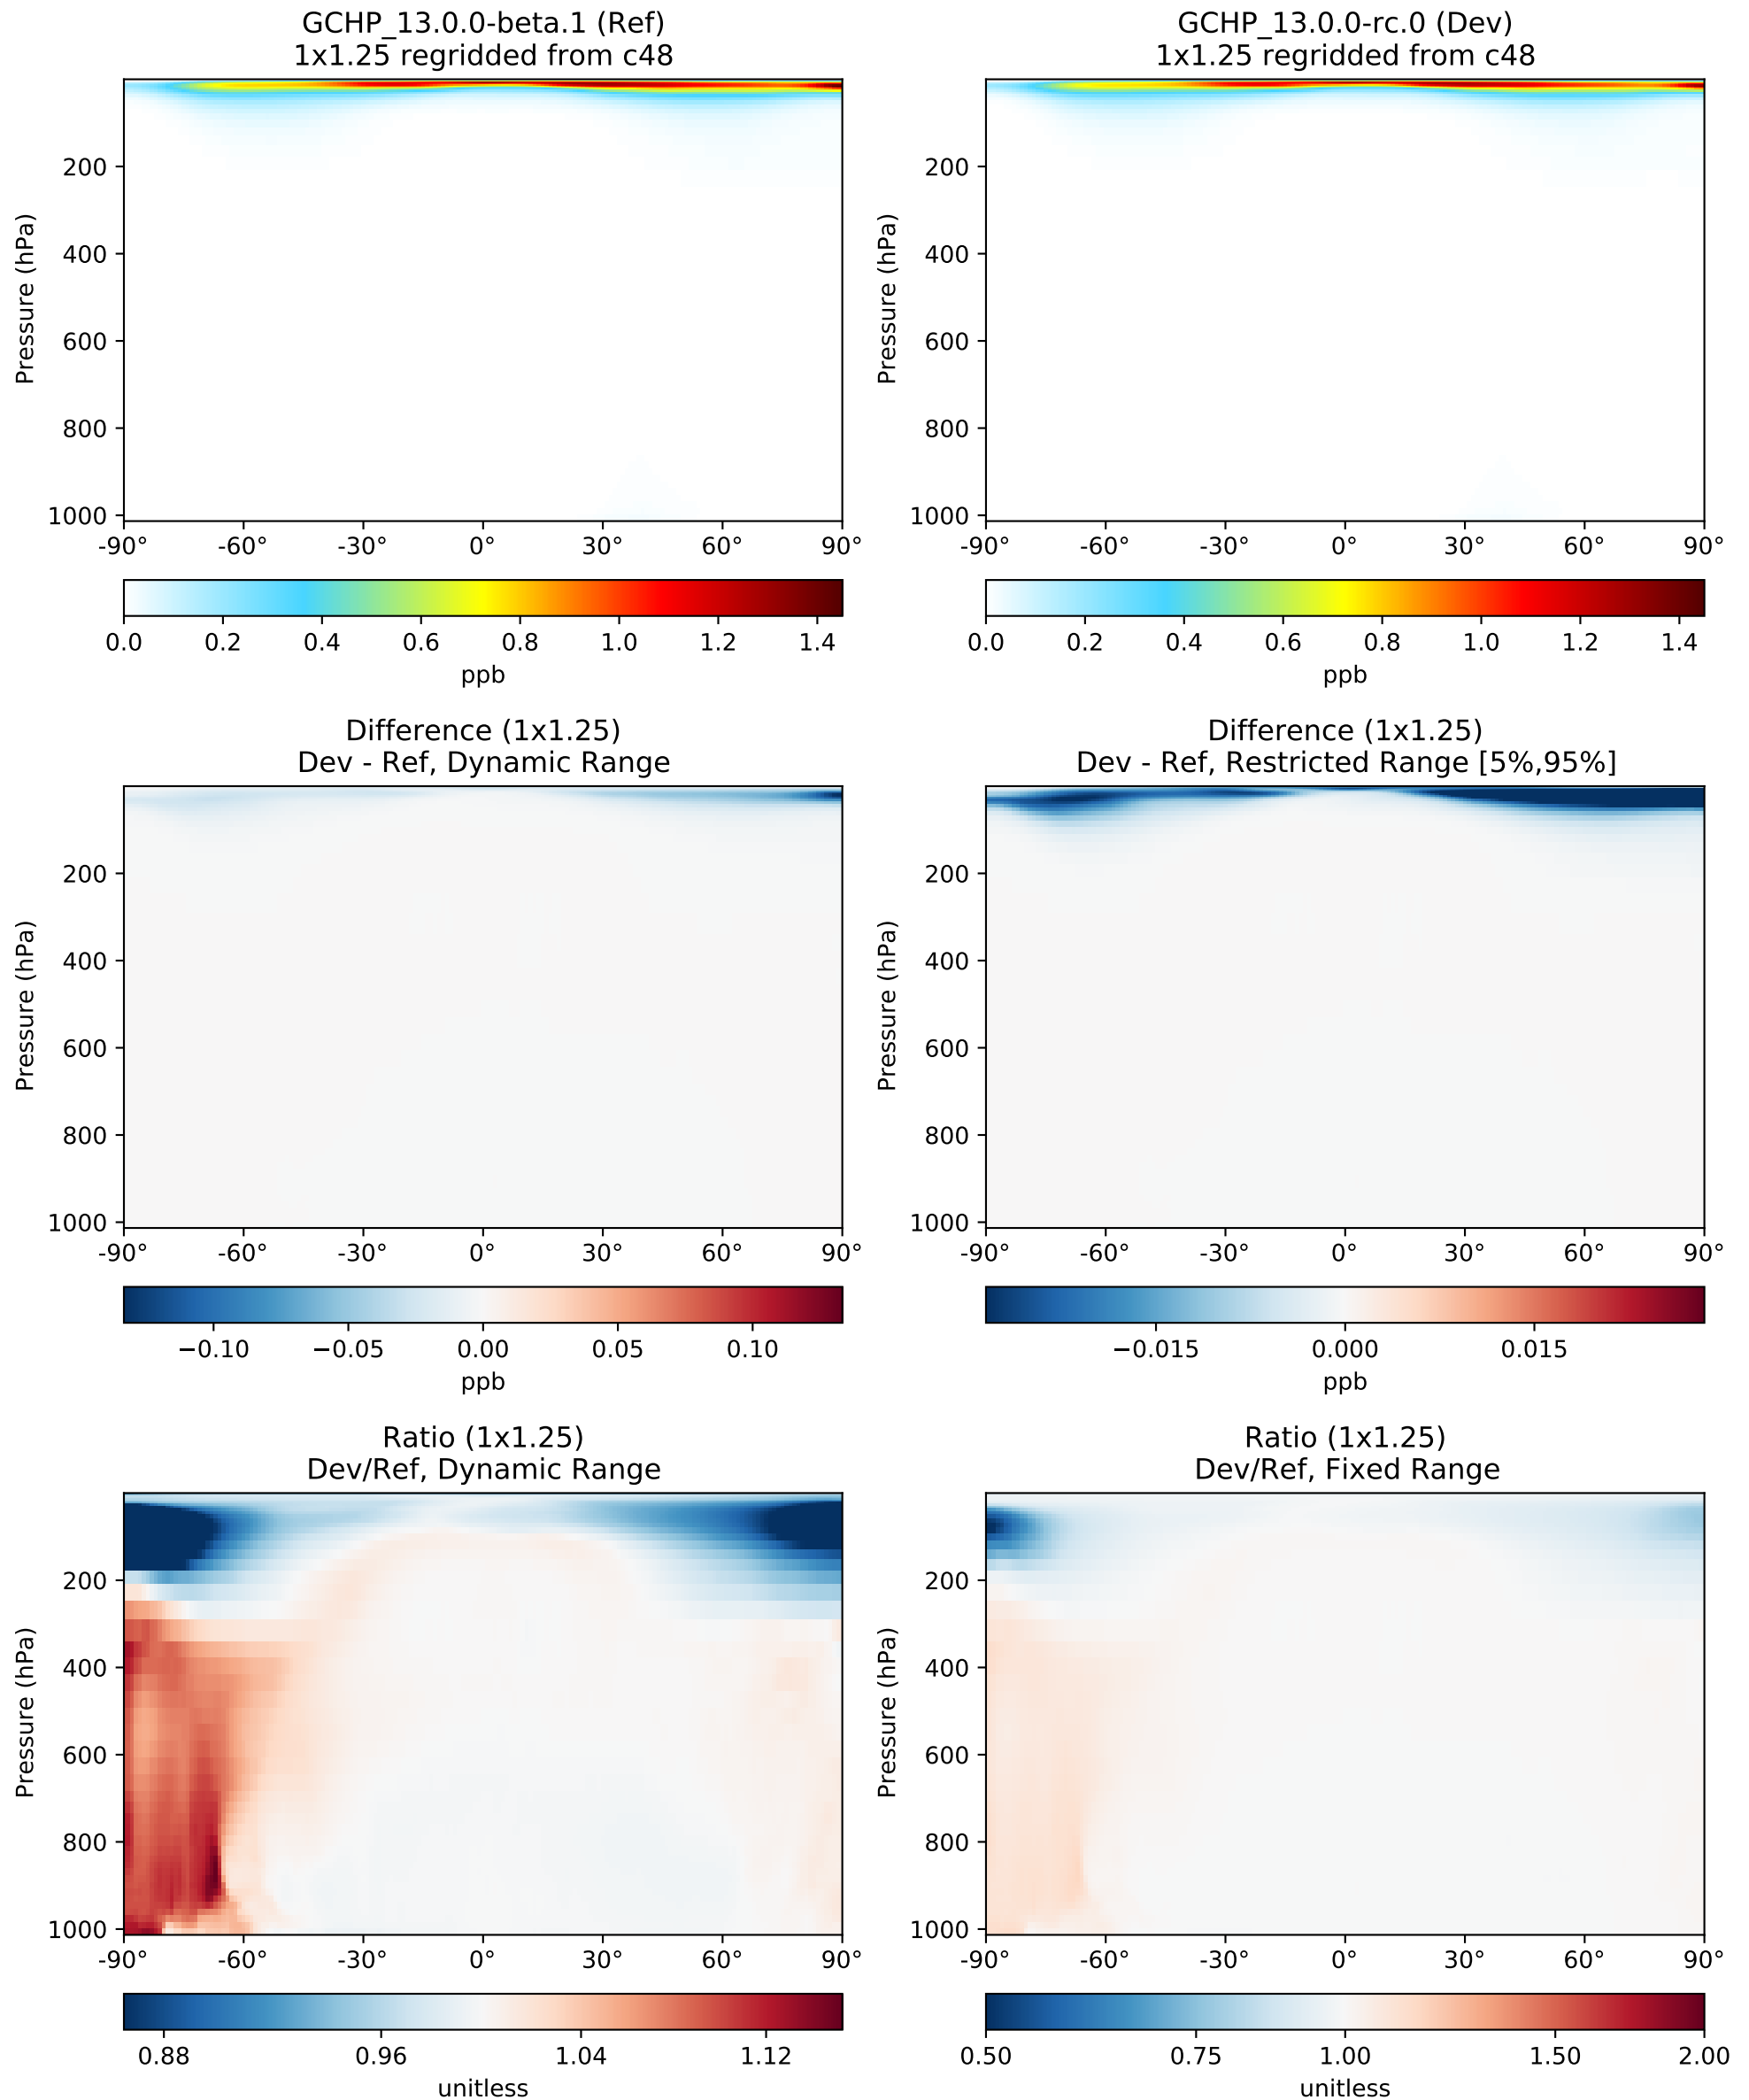 GCHP_13.0.0-beta.1 (Ref)
1x1.25 regridded from c48
Pressure (hPa)
200
400
600
800
1000
-90° -60° -30° 0° 30° 60° 90°
0.0 0.2 0.4 0.6 0.8 1.0 1.2 1.4
ppb
GCHP_13.0.0-rc.0 (Dev)
1x1.25 regridded from c48
Pressure (hPa)
200
400
600
800
1000
-90° -60° -30° 0° 30° 60° 90°
0.0 0.2 0.4 0.6 0.8 1.0 1.2 1.4
ppb
Difference (1x1.25)
Dev - Ref, Dynamic Range
Pressure (hPa)
200
400
600
800
1000
-90° -60° -30° 0° 30° 60° 90°
−0.10 −0.05 0.00 0.05 0.10
ppb
Difference (1x1.25)
Dev - Ref, Restricted Range [5%,95%]
Pressure (hPa)
200
400
600
800
1000
-90° -60° -30° 0° 30° 60° 90°
−0.015 0.000 0.015
ppb
Ratio (1x1.25)
Dev/Ref, Dynamic Range
Pressure (hPa)
200
400
600
800
1000
-90° -60° -30° 0° 30° 60° 90°
0.88 0.96 1.04 1.12
unitless
Ratio (1x1.25)
Dev/Ref, Fixed Range
Pressure (hPa)
200
400
600
800
1000
-90° -60° -30° 0° 30° 60° 90°
0.50 0.75 1.00 1.50 2.00
unitless